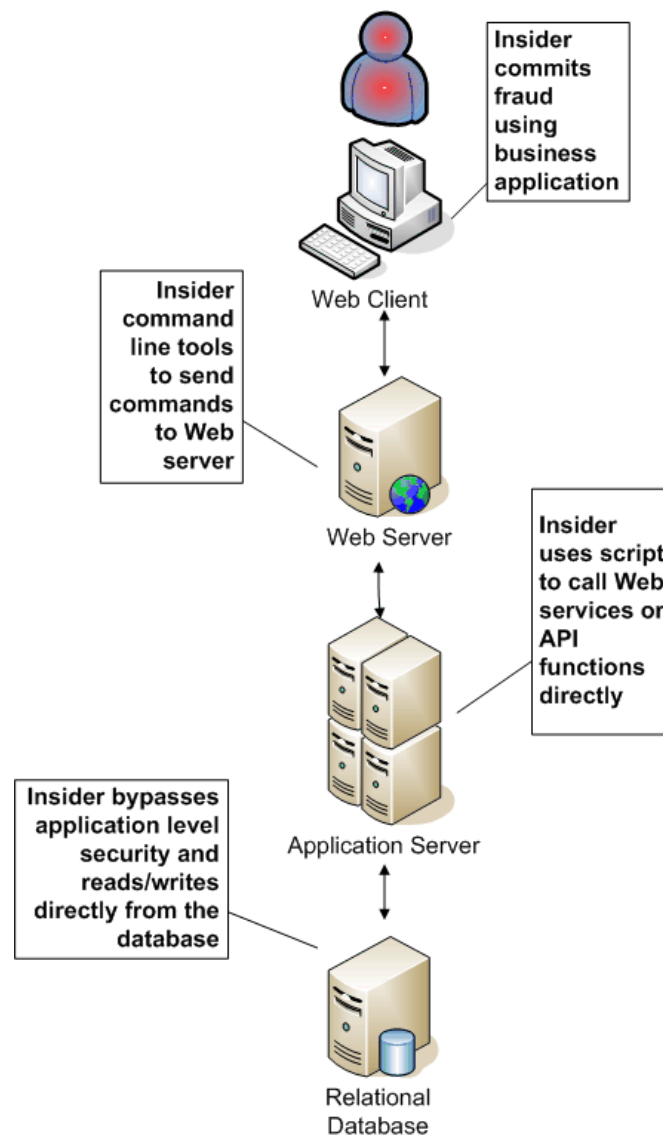 Insider
commits
fraud
using
business
application
Web Client
Insider
command
line tools
to send
commands
to Web
server
Web Server
Insider
uses script
to call Web
services or
API
functions
directly
Application Server
Insider bypasses
application level
security and
reads/writes
directly from the
database
Relational
Database